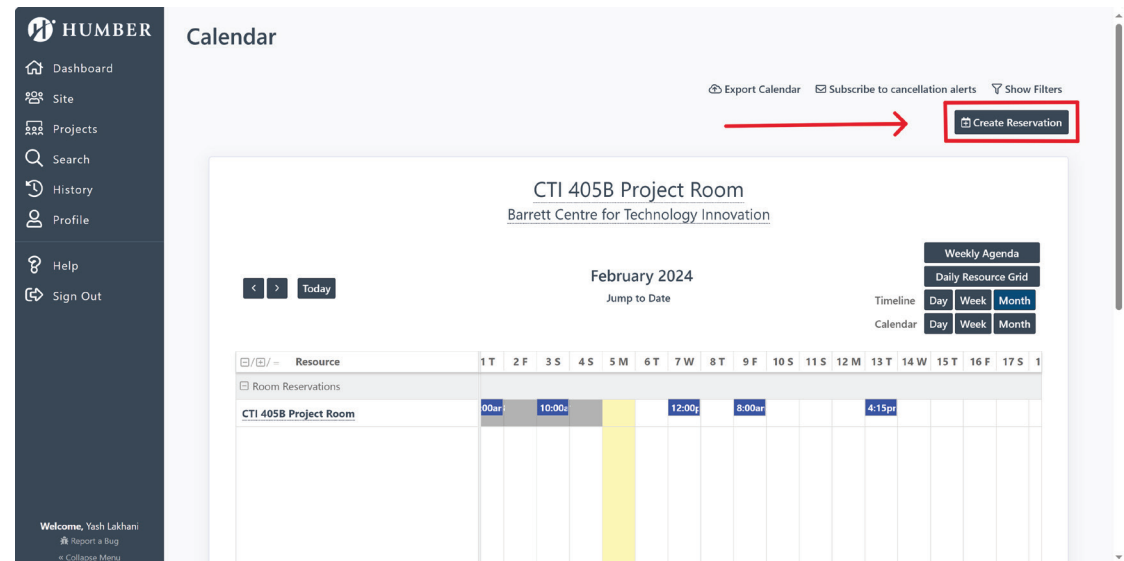 HUMBER
Dashboard
Site
Projects
Search
History
Profile
Help
Sign Out
Welcome, Yash Lakhani
Report a Bug
« Collapse Menu
Calendar
Export Calendar Subscribe to cancellation alerts Show Filters
Create Reservation
CTI 405B Project Room
Barrett Centre for Technology Innovation
< > Today
February 2024
Jump to Date
Weekly Agenda
Daily Resource Grid
Timeline Day Week Month
Calendar Day Week Month
Resource 1 T 2 F 3 S 4 S 5 M 6 T 7 W 8 T 9 F 10 S 11 S 12 M 13 T 14 W 15 T 16 F 17 S 1
Room Reservations
CTI 405B Project Room 10:00a 12:00p 8:00ar 4:15pr